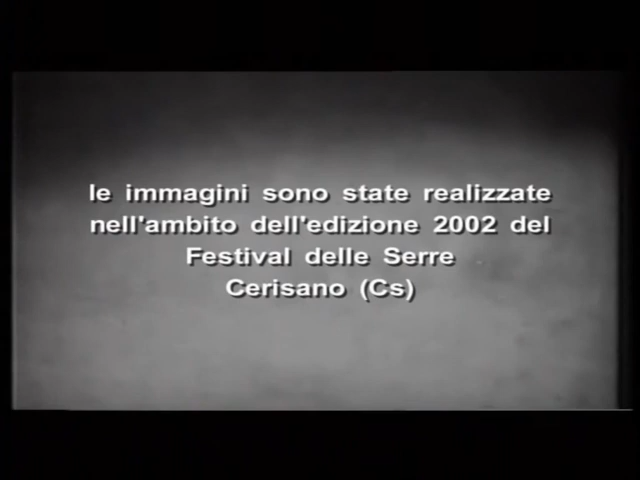 le immagini sono state realizzate
nell'ambito dell'edizione 2002 del
Festival delle Serre
Cerisano (Cs)